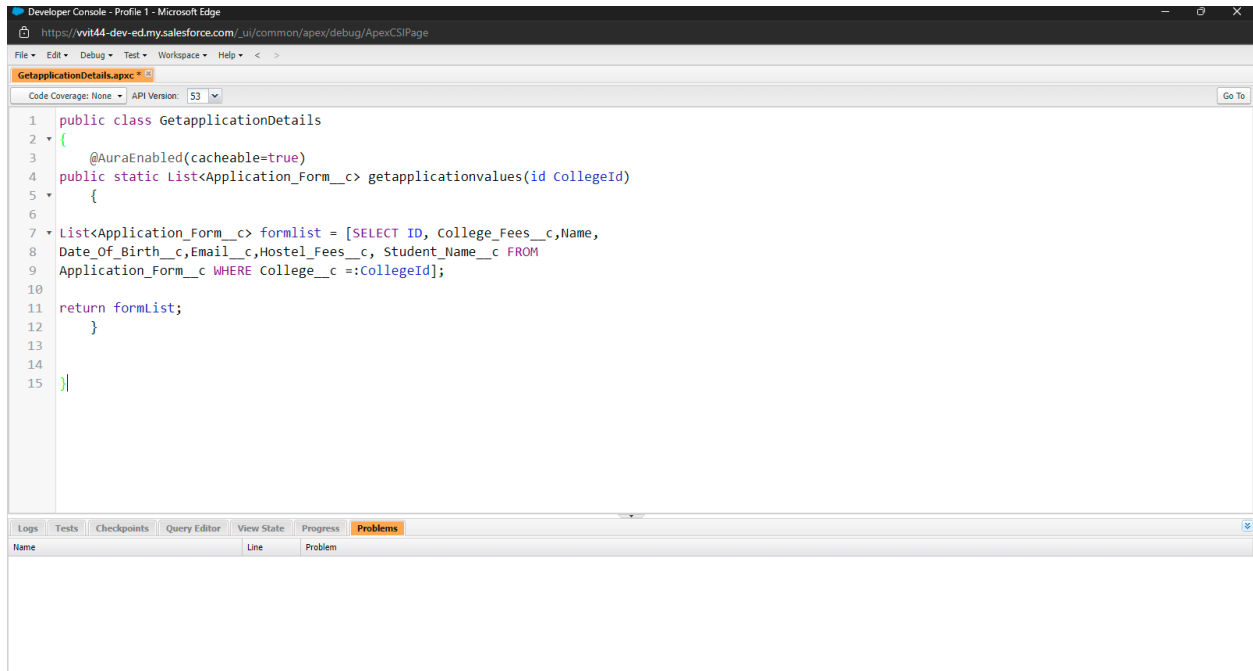 Developer Console - Profile 1 - Microsoft Edge
https://vvit44-dev-ed.my.salesforce.com/_ui/common/apex/debug/ApexCSIPage
File Edit Debug Test Workspace Help < >
GetapplicationDetails.apxc *
Code Coverage: None API Version: 53 Go To
1 public class GetapplicationDetails
2 {
3 @AuraEnabled(cacheable=true)
4 public static List<Application_Form__c> getapplicationvalues(id CollegeId)
5 {
6
7 List<Application_Form__c> formlist = [SELECT ID, College_Fees__c,Name,
8 Date_Of_Birth__c,Email__c,Hostel_Fees__c, Student_Name__c FROM
9 Application_Form__c WHERE College__c =:CollegeId];
10
11 return formList;
12 }
13
14
15 }
Logs Tests Checkpoints Query Editor View State Progress Problems
Name Line Problem